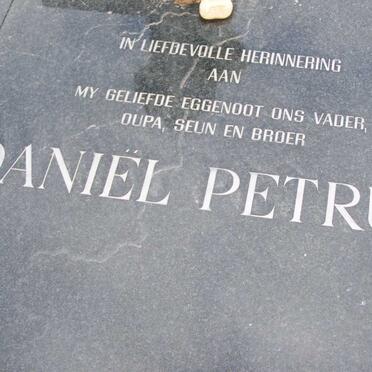 IN LIEFDEVOLLE HERINNERING
AAN
MY GELIEFDE EGGENOOT ONS VADER,
OUPA, SEUN EN BROER
DANIËL PETRU